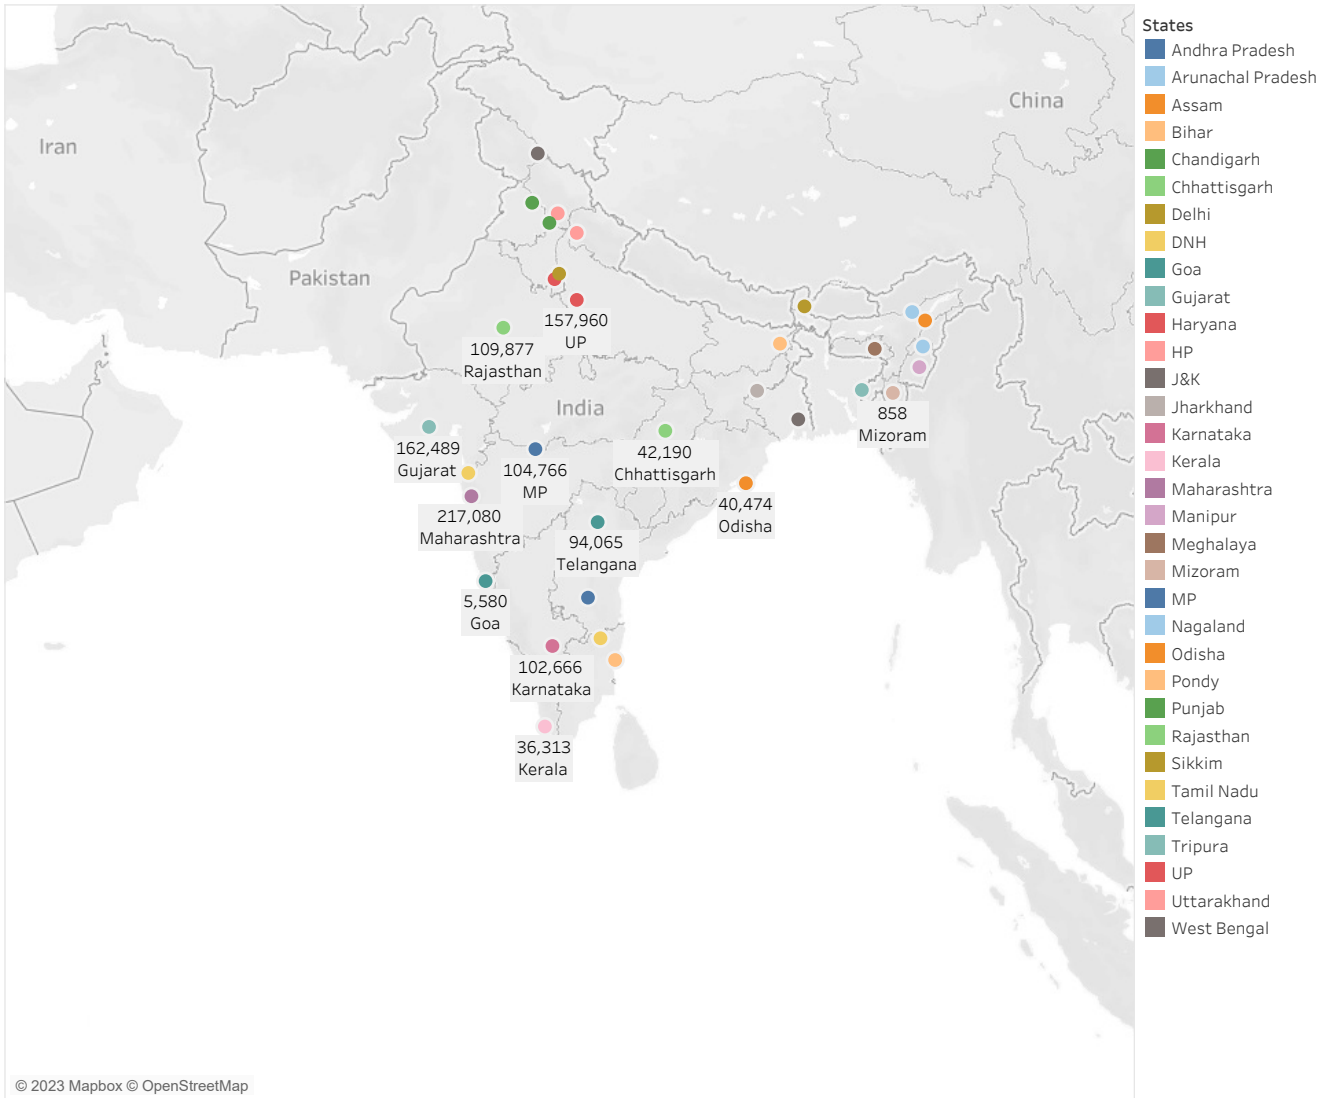 Iran
China
Pakistan
India
157,960
UP
109,877
Rajasthan
858
Mizoram
162,489
Gujarat
104,766
MP
42,190
Chhattisgarh
217,080
Maharashtra
40,474
Odisha
94,065
Telangana
5,580
Goa
102,666
Karnataka
36,313
Kerala
© 2023 Mapbox © OpenStreetMap
States
Andhra Pradesh
Arunachal Pradesh
Assam
Bihar
Chandigarh
Chhattisgarh
Delhi
DNH
Goa
Gujarat
Haryana
HP
J&K
Jharkhand
Karnataka
Kerala
Maharashtra
Manipur
Meghalaya
Mizoram
MP
Nagaland
Odisha
Pondy
Punjab
Rajasthan
Sikkim
Tamil Nadu
Telangana
Tripura
UP
Uttarakhand
West Bengal